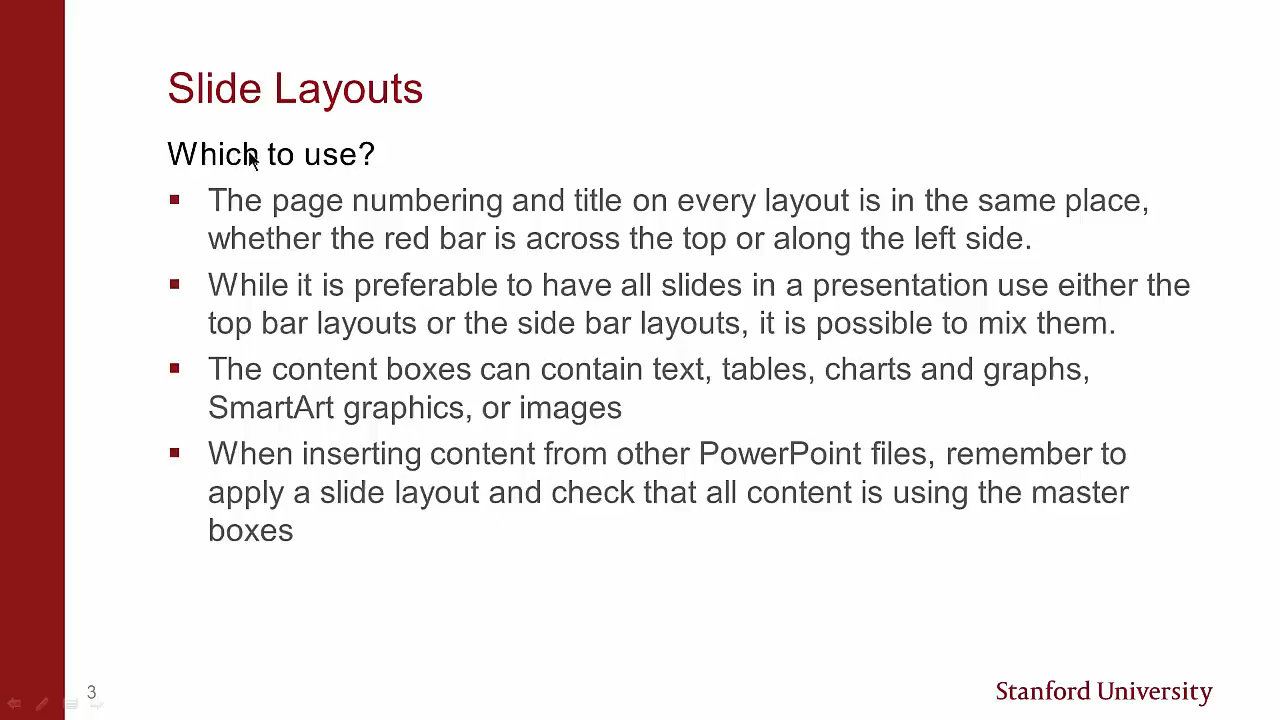 Slide Layouts
Which to use?
▪ The page numbering and title on every layout is in the same place,
whether the red bar is across the top or along the left side.
▪ While it is preferable to have all slides in a presentation use either the
top bar layouts or the side bar layouts, it is possible to mix them.
▪ The content boxes can contain text, tables, charts and graphs,
SmartArt graphics, or images
▪ When inserting content from other PowerPoint files, remember to
apply a slide layout and check that all content is using the master
boxes
3
Stanford University